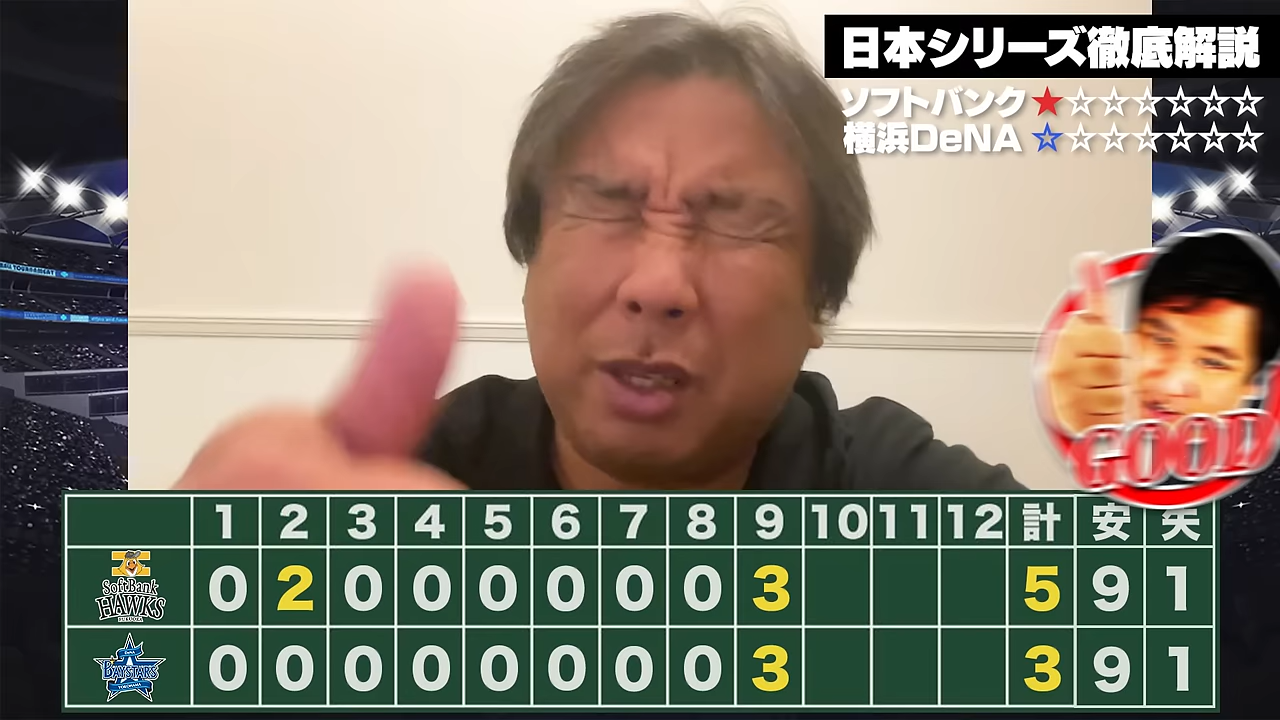 日本シリーズ徹底解説
ソフトバンク★☆☆☆☆☆☆
横浜DeNA☆☆☆☆☆☆☆
GOOD
1 2 3 4 5 6 7 8 9 10 11 12 計 安 失
SoftBank HAWKS 0 2 0 0 0 0 0 0 3 5 9 1
BAYSTARS 0 0 0 0 0 0 0 0 3 3 9 1